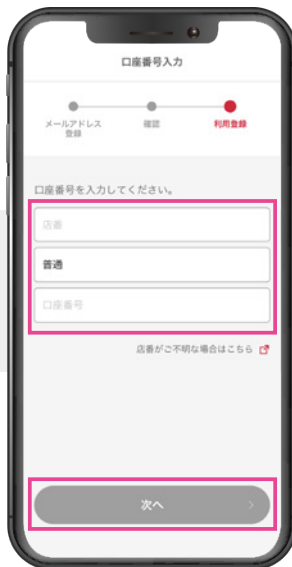 口座番号入力
メールアドレス
登録
確認
利用登録
口座番号を入力してください。
店番
普通
口座番号
店番がご不明な場合はこちら
次へ